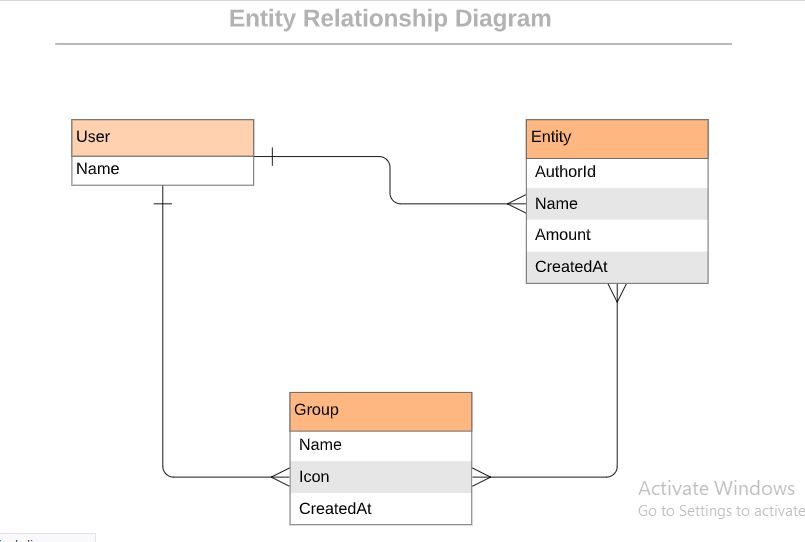 Entity Relationship Diagram
User
Name
Entity
AuthorId
Name
Amount
CreatedAt
Group
Name
Icon
CreatedAt
Activate Windows
Go to Settings to activate